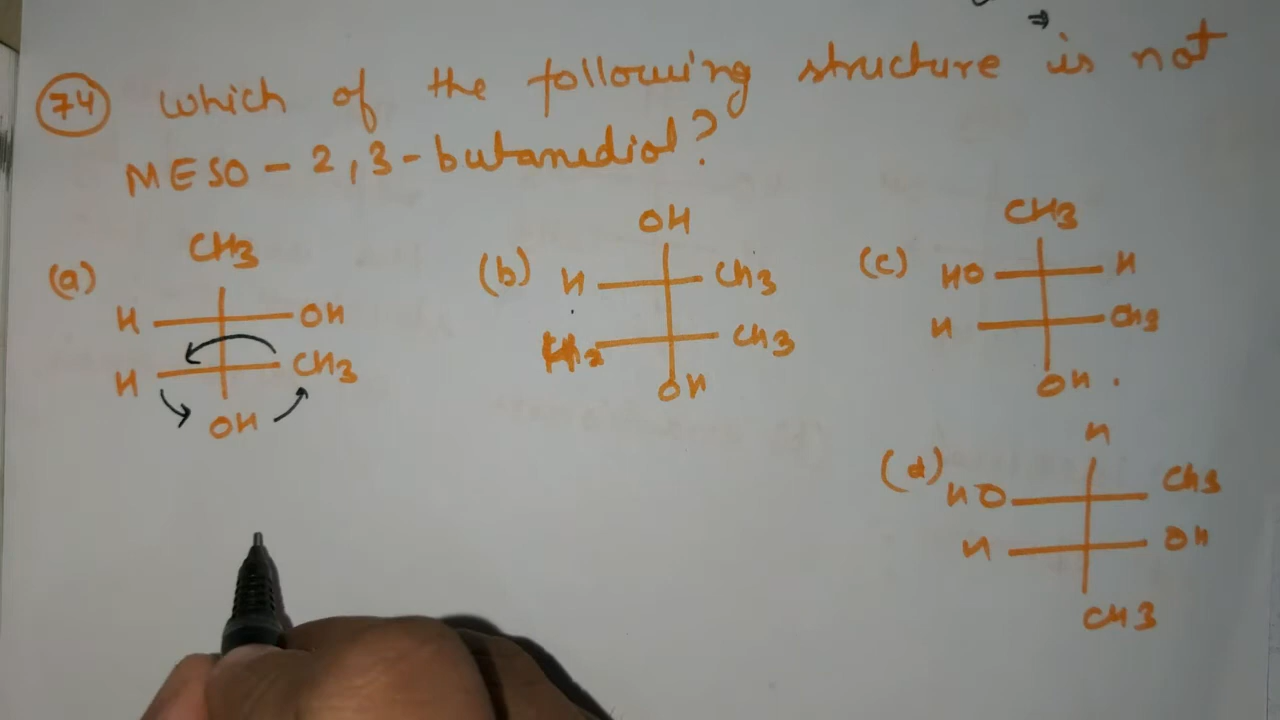 74 Which of the following structure is not
MESO-2,3-butanediol?
(a) CH3
H OH
H CH3
OH
(b) OH
H CH3
CH3
OH
(c) CH3
HO H
H CH3
OH.
(d) H
HO CH3
H OH
CH3